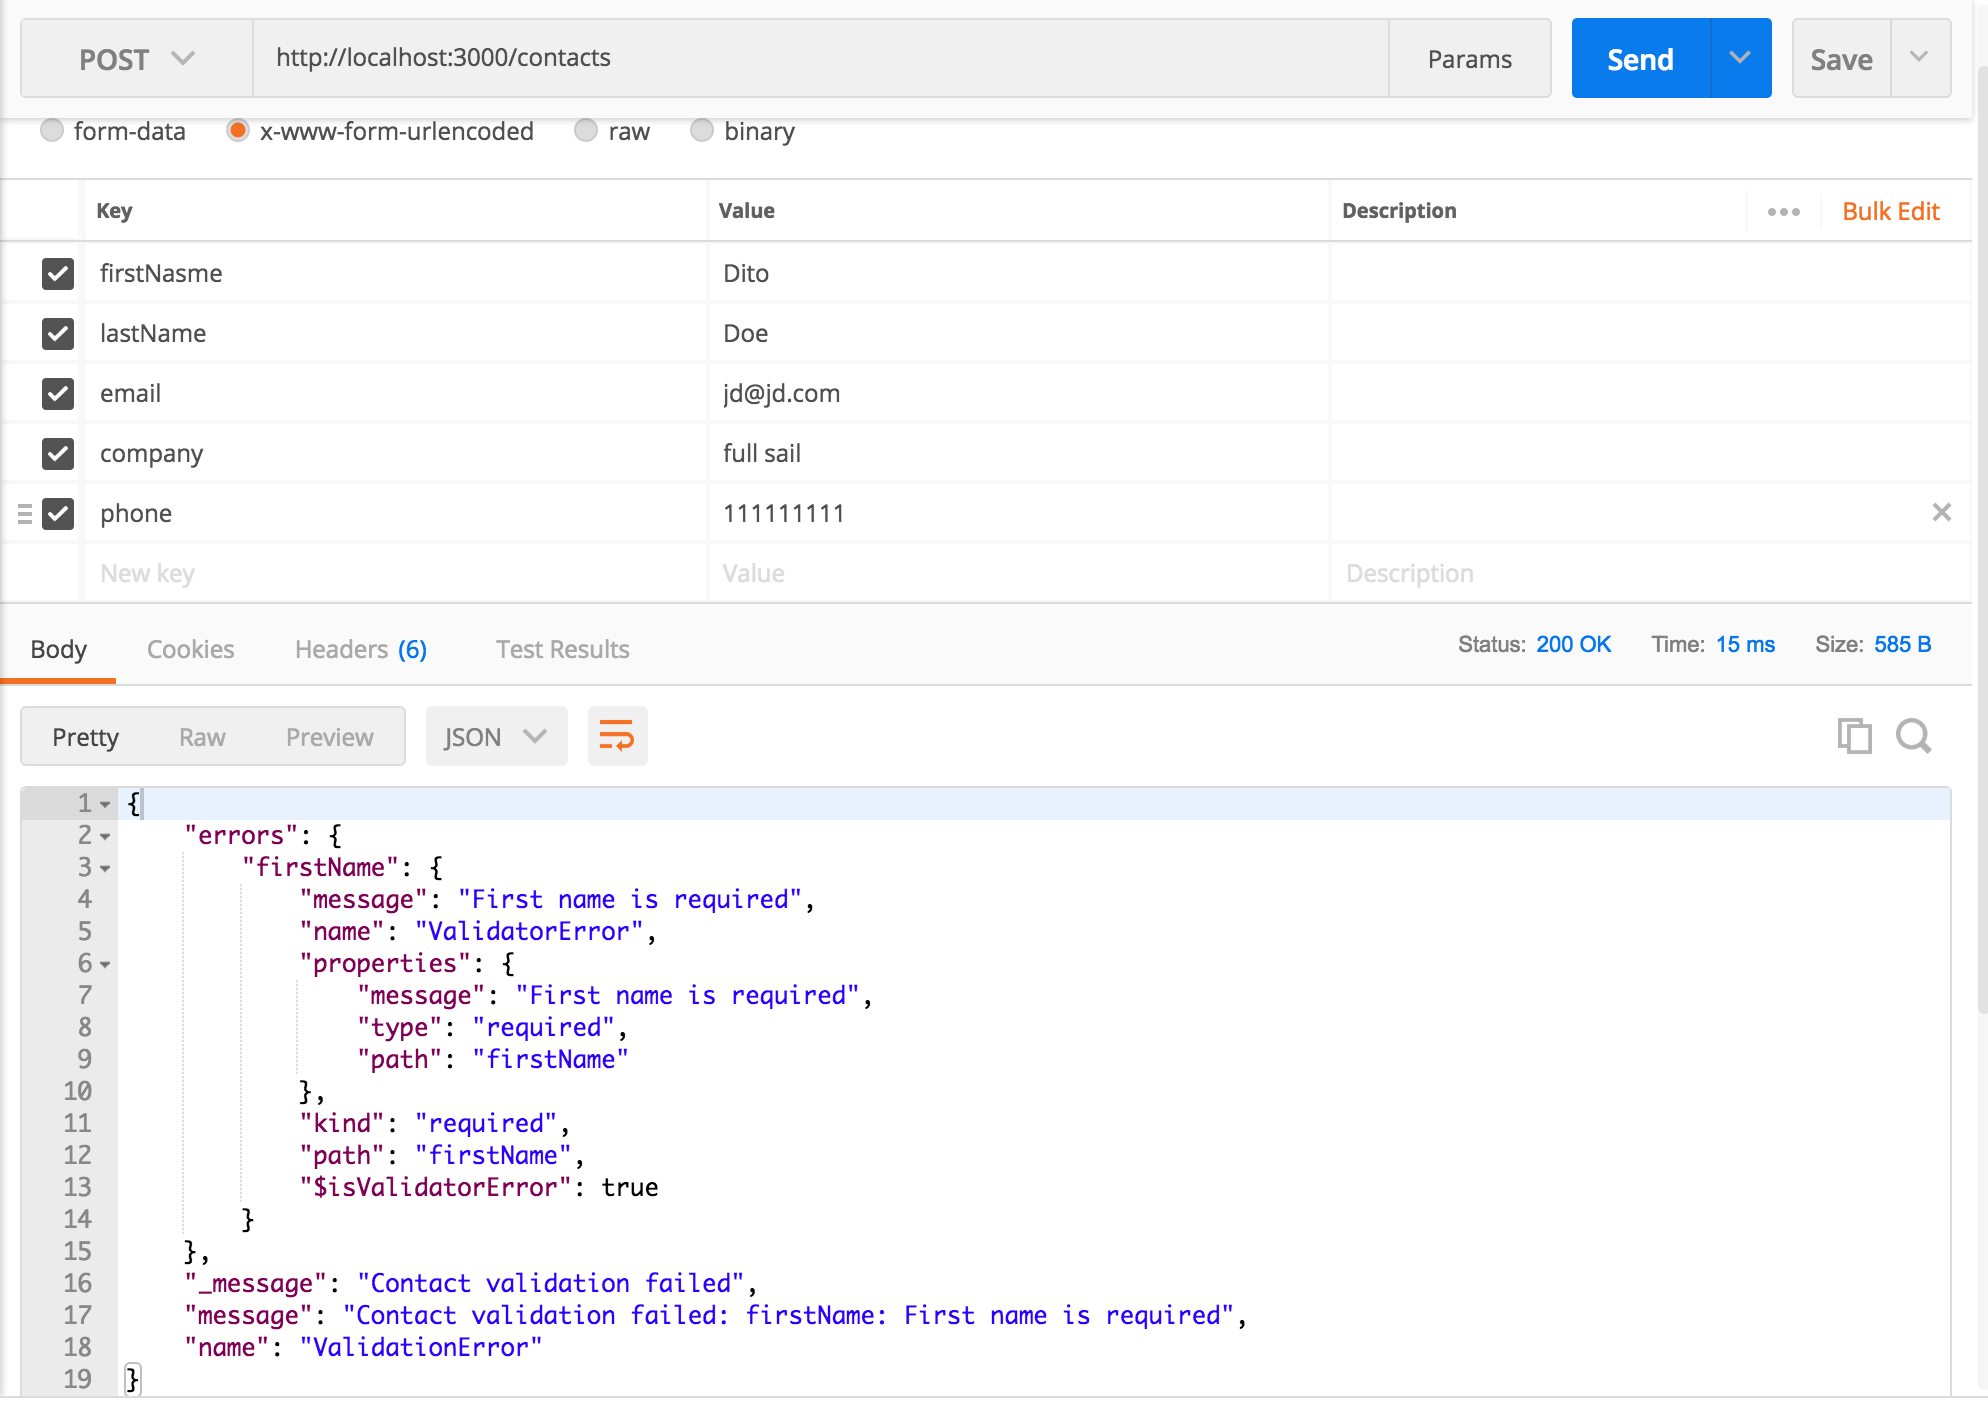 POST http://localhost:3000/contacts Params Send Save
form-data x-www-form-urlencoded raw binary
Key Value Description ••• Bulk Edit
firstNasme Dito
lastName Doe
email jd@jd.com
company full sail
phone 111111111
New key Value Description
Body Cookies Headers (6) Test Results Status: 200 OK Time: 15 ms Size: 585 B
Pretty Raw Preview JSON
1 {
2 "errors": {
3 "firstName": {
4 "message": "First name is required",
5 "name": "ValidatorError",
6 "properties": {
7 "message": "First name is required",
8 "type": "required",
9 "path": "firstName"
10 },
11 "kind": "required",
12 "path": "firstName",
13 "$isValidatorError": true
14 }
15 },
16 "_message": "Contact validation failed",
17 "message": "Contact validation failed: firstName: First name is required",
18 "name": "ValidationError"
19 }